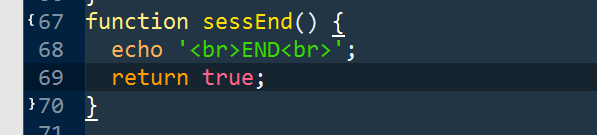 67 function sessEnd() {
68 echo '<br>END<br>';
69 return true;
70 }
71